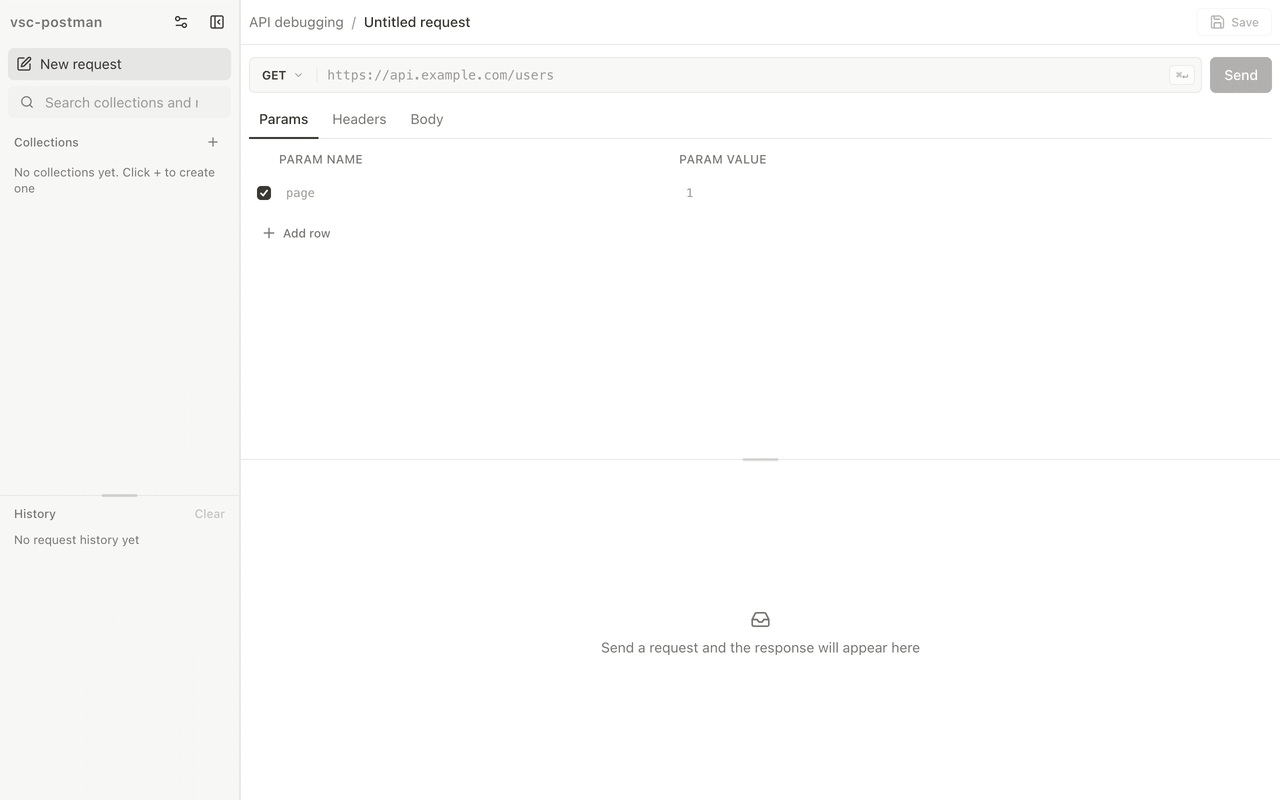 vsc-postman
API debugging / Untitled request
Save
New request
GET
https://api.example.com/users
⌘↵
Send
Search collections and r
Params
Headers
Body
Collections
PARAM NAME
PARAM VALUE
No collections yet. Click + to create
one
page
1
Add row
History
Clear
No request history yet
Send a request and the response will appear here